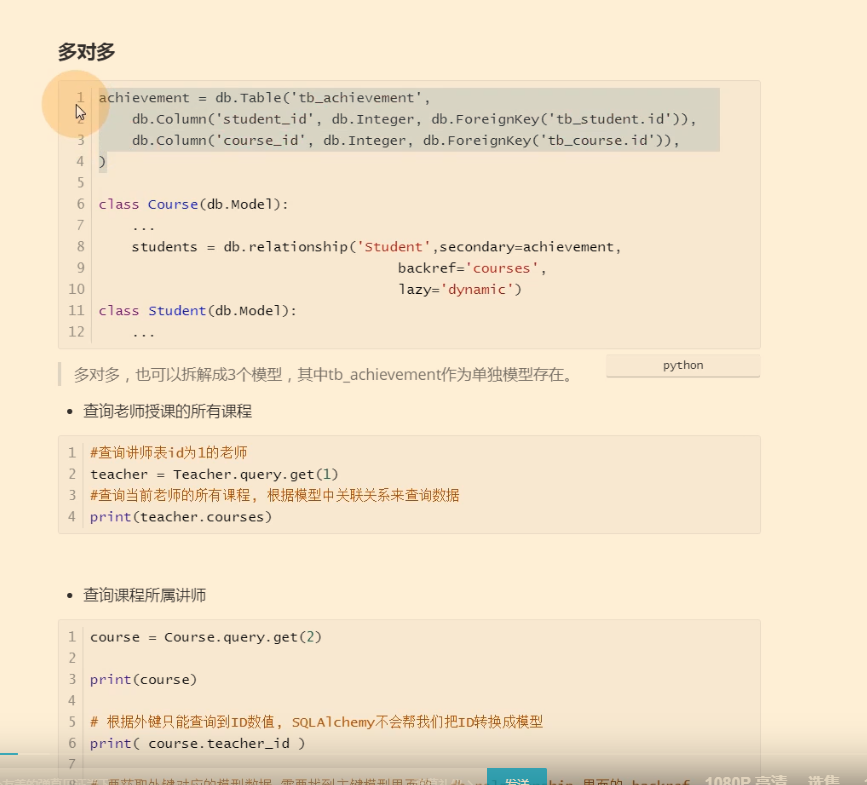 多对多
1 achievement = db.Table('tb_achievement',
2 db.Column('student_id', db.Integer, db.ForeignKey('tb_student.id')),
3 db.Column('course_id', db.Integer, db.ForeignKey('tb_course.id')),
4 )
5
6 class Course(db.Model):
7 ...
8 students = db.relationship('Student',secondary=achievement,
9 backref='courses',
10 lazy='dynamic')
11 class Student(db.Model):
12 ...
python
多对多，也可以拆解成3个模型，其中tb_achievement作为单独模型存在。
• 查询老师授课的所有课程
1 #查询讲师表id为1的老师
2 teacher = Teacher.query.get(1)
3 #查询当前老师的所有课程, 根据模型中关联关系来查询数据
4 print(teacher.courses)
• 查询课程所属讲师
1 course = Course.query.get(2)
2
3 print(course)
4
5 # 根据外键只能查询到ID数值, SQLAlchemy不会帮我们把ID转换成模型
6 print( course.teacher_id )
7
发送
1080P 高清
选集